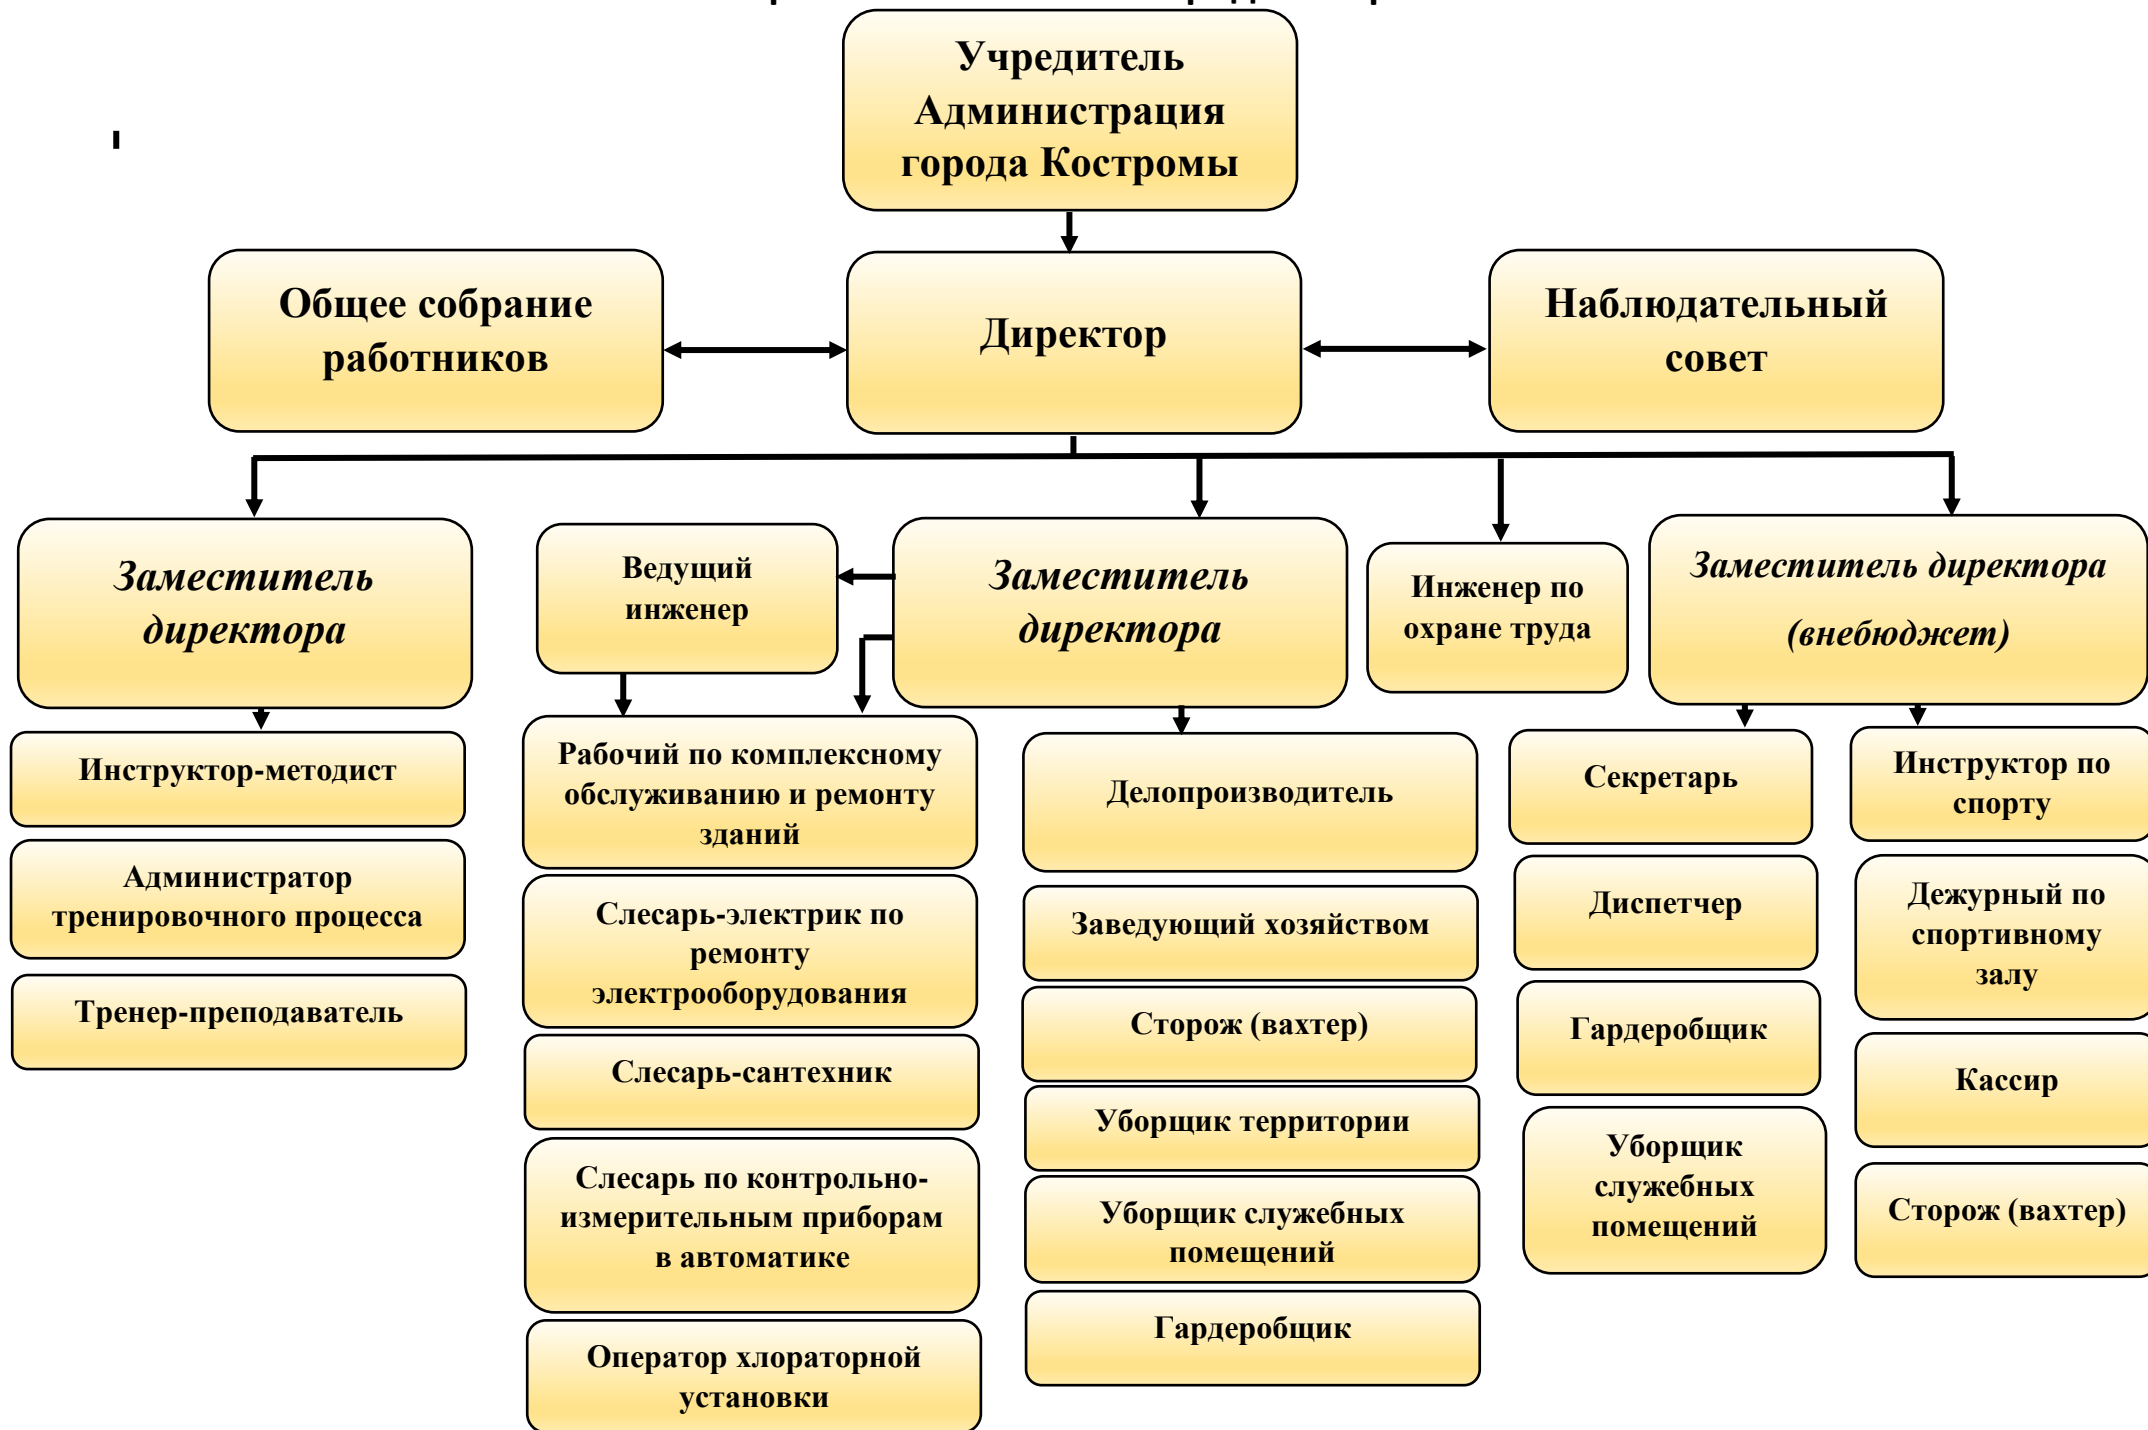 Учредитель
Администрация
города Костромы
Общее собрание
работников
Директор
Наблюдательный
совет
Заместитель
директора
Ведущий
инженер
Заместитель
директора
Инженер по
охране труда
Заместитель директора
(внебюджет)
Инструктор-методист
Администратор
тренировочного процесса
Тренер-преподаватель
Рабочий по комплексному
обслуживанию и ремонту
зданий
Слесарь-электрик по
ремонту
электрооборудования
Слесарь-сантехник
Слесарь по контрольно-
измерительным приборам
в автоматике
Оператор хлораторной
установки
Делопроизводитель
Заведующий хозяйством
Сторож (вахтер)
Уборщик территории
Уборщик служебных
помещений
Гардеробщик
Секретарь
Диспетчер
Гардеробщик
Уборщик
служебных
помещений
Инструктор по
спорту
Дежурный по
спортивному
залу
Кассир
Сторож (вахтер)